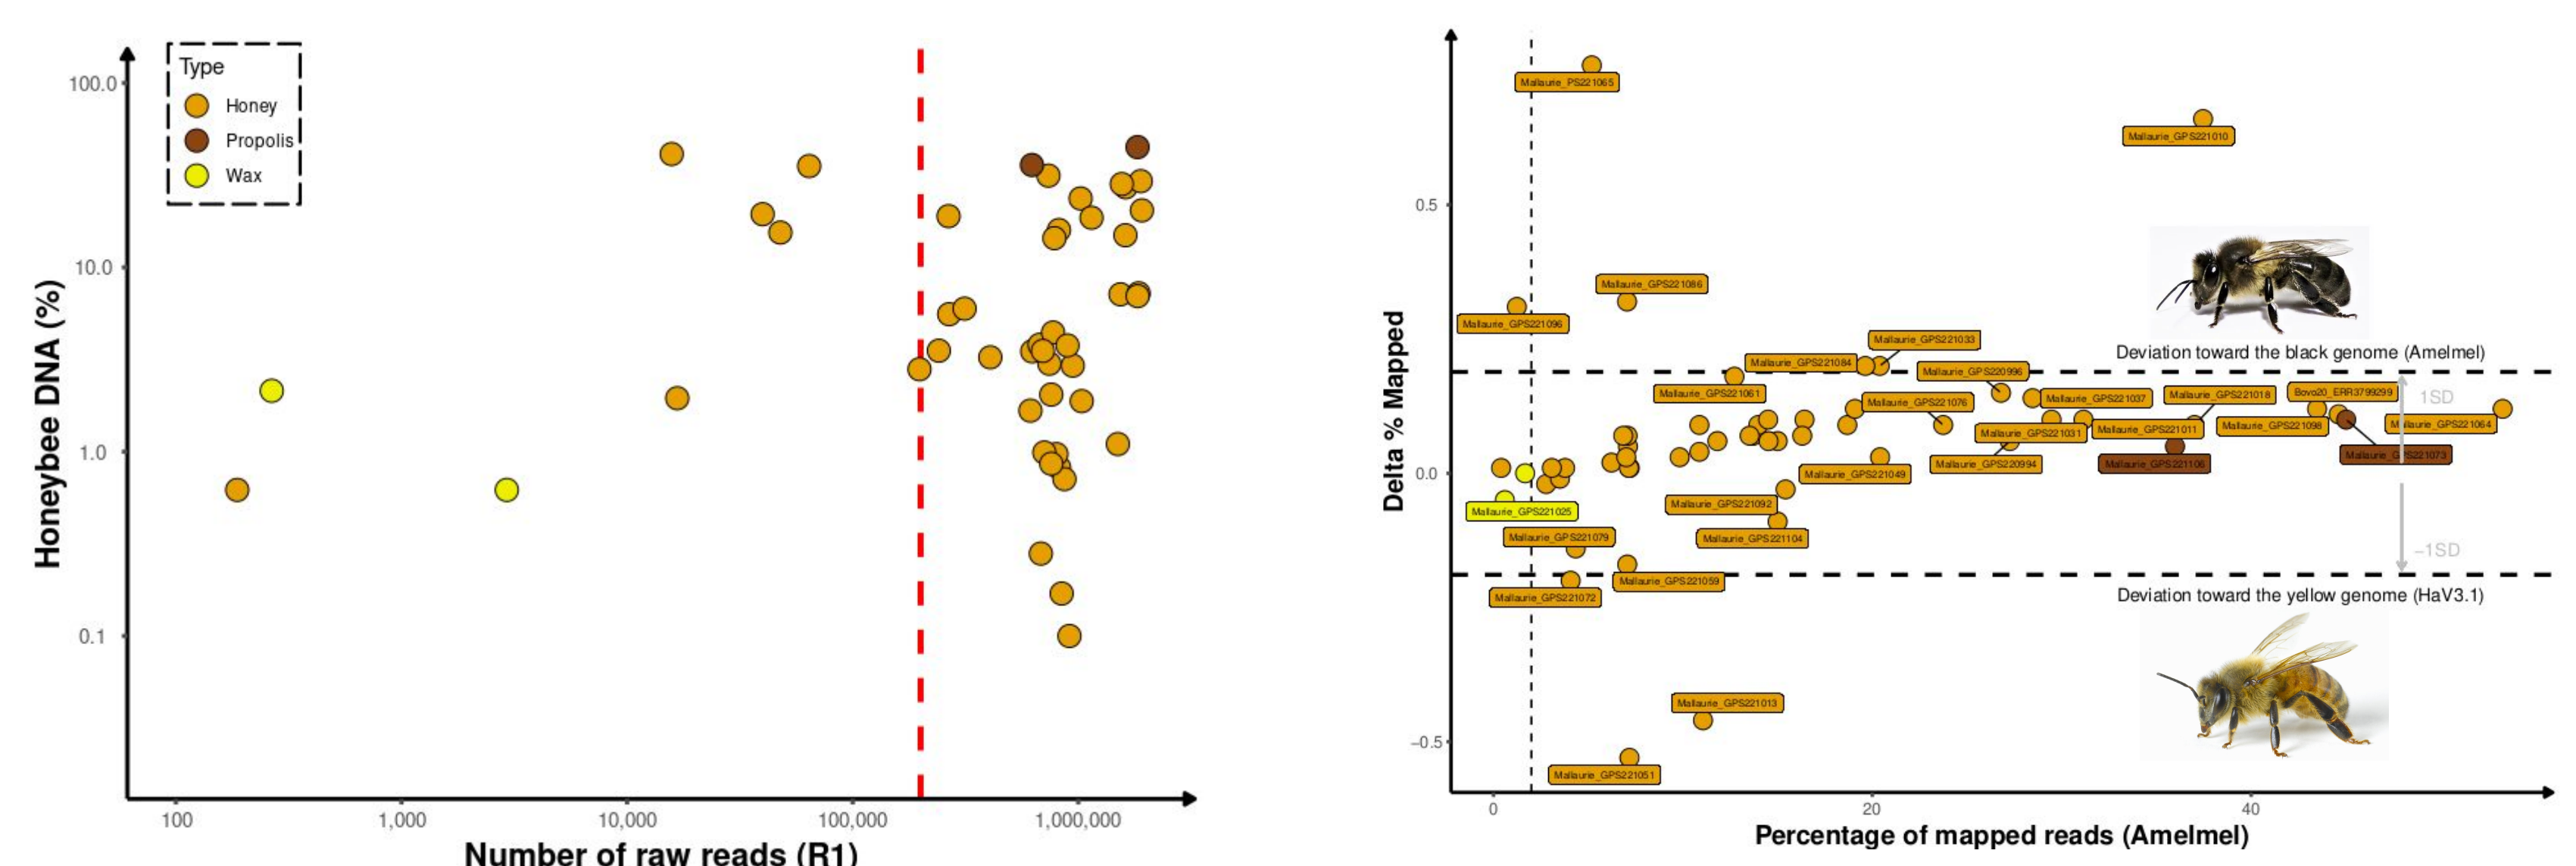 Type
Honey
Propolis
Wax
100.0
10.0
1.0
0.1
Honeybee DNA (%)
100
1,000
10,000
100,000
1,000,000
Number of raw reads (R1)
Mallaurie_PS221065
Mallaurie_GPS221010
0.5
Mallaurie_GPS221086
Mallaurie_GPS221096
Mallaurie_GPS221033
Deviation toward the black genome (Amelmel)
Mallaurie_GPS221084
Mallaurie_GPS220996
Mallaurie_GPS221061
Mallaurie_GPS221076
Mallaurie_GPS221037
Mallaurie_GPS221018
Bovo20_ERR3799299
1SD
Mallaurie_GPS221031
Mallaurie_GPS221011
Mallaurie_GPS221098
Mallaurie_GPS221064
Delta % Mapped
0.0
Mallaurie_GPS221049
Mallaurie_GPS220994
Mallaurie_GPS221106
Mallaurie_GPS221073
Mallaurie_GPS221025
Mallaurie_GPS221092
Mallaurie_GPS221079
Mallaurie_GPS221104
−1SD
Mallaurie_GPS221072
Mallaurie_GPS221059
Deviation toward the yellow genome (HaV3.1)
Mallaurie_GPS221013
−0.5
Mallaurie_GPS221051
0
20
40
Percentage of mapped reads (Amelmel)